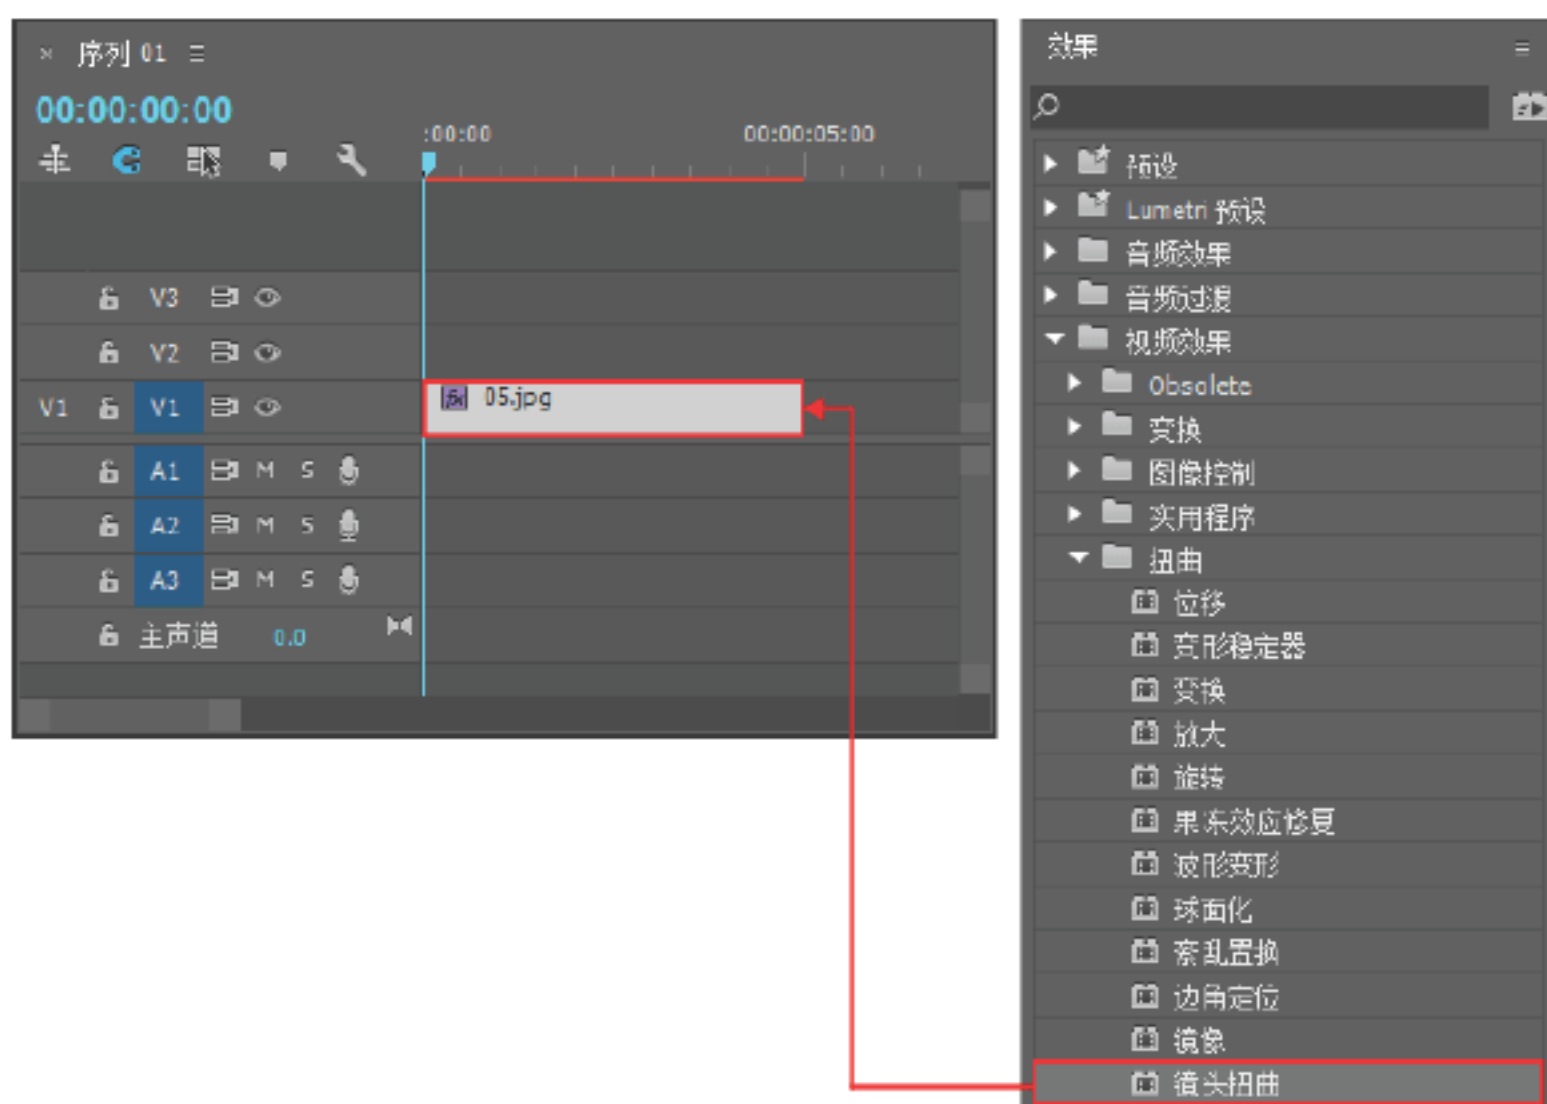 × 序列 01
00:00:00:00
:00:00 00:00:05:00
V3
V2
V1 V1 fx 05.jpg
A1 M S
A2 M S
A3 M S
主声道 0.0
效果
预设
Lumetri 预设
音频效果
音频过渡
视频效果
Obsolete
变换
图像控制
实用程序
扭曲
位移
变形稳定器
变换
放大
旋转
果冻效应修复
波形变形
球面化
紊乱置换
边角定位
镜像
镜头扭曲